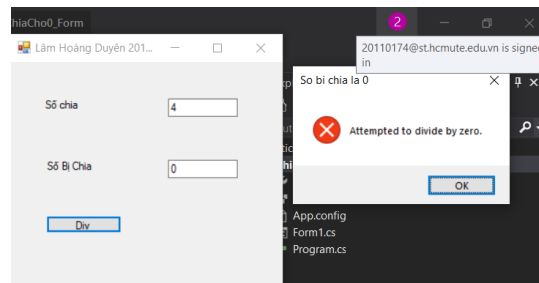 hiaCho0_Form
2
Lâm Hoàng Duyên 201...
20110174@st.hcmute.edu.vn is signed
in
So bi chia la 0
Attempted to divide by zero.
OK
Số chia
4
Số Bị Chia
0
Div
App.config
Form1.cs
Program.cs